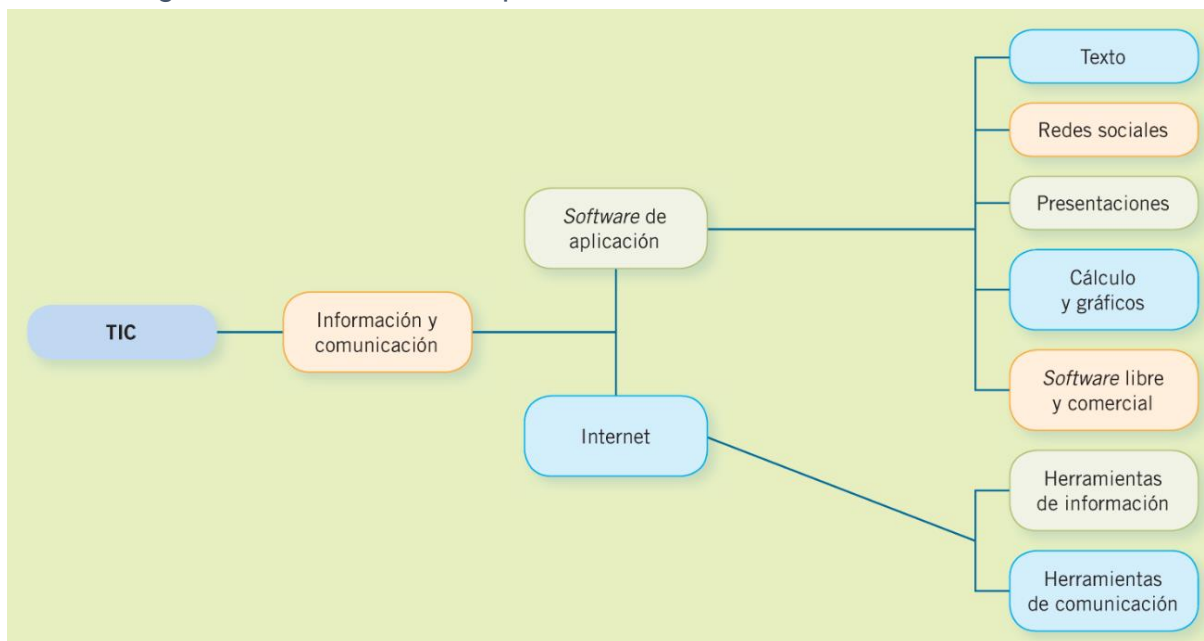 TIC
Información y
comunicación
Software de
aplicación
Internet
Texto
Redes sociales
Presentaciones
Cálculo
y gráficos
Software libre
y comercial
Herramientas
de información
Herramientas
de comunicación